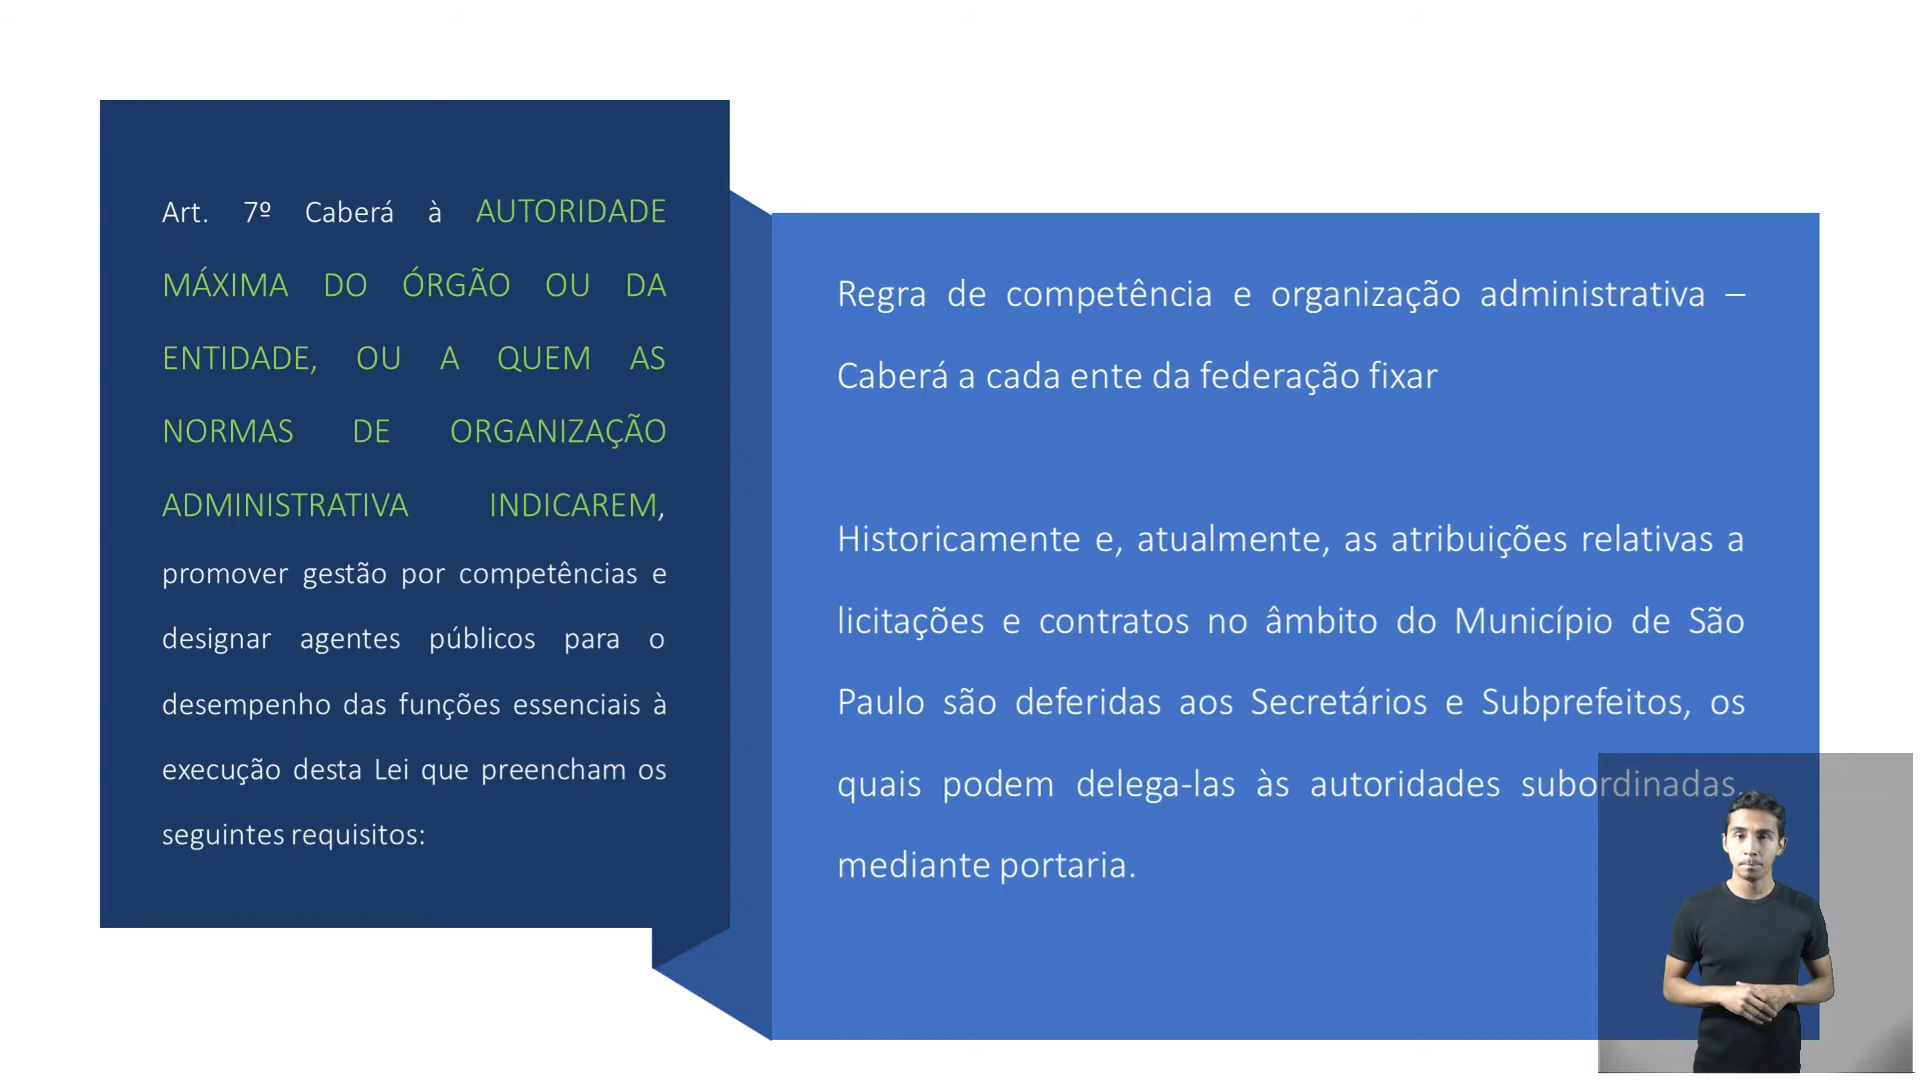 Art. 7º Caberá à AUTORIDADE
MÁXIMA DO ÓRGÃO OU DA
ENTIDADE, OU A QUEM AS
NORMAS DE ORGANIZAÇÃO
ADMINISTRATIVA INDICAREM,
promover gestão por competências e
designar agentes públicos para o
desempenho das funções essenciais à
execução desta Lei que preencham os
seguintes requisitos:
Regra de competência e organização administrativa –
Caberá a cada ente da federação fixar
Historicamente e, atualmente, as atribuições relativas a
licitações e contratos no âmbito do Município de São
Paulo são deferidas aos Secretários e Subprefeitos, os
quais podem delega-las às autoridades subordinadas,
mediante portaria.